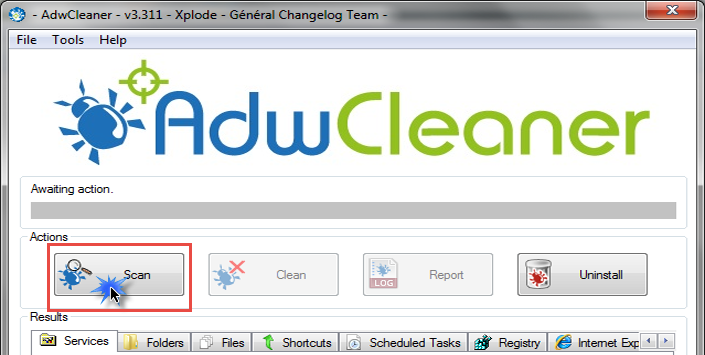 - AdwCleaner - v3.311 - Xplode - Général Changelog Team -
File Tools Help
AdwCleaner
Awaiting action.
Actions
Scan Clean Report Uninstall
LOG
Results
Services Folders Files Shortcuts Scheduled Tasks Registry Internet Exp